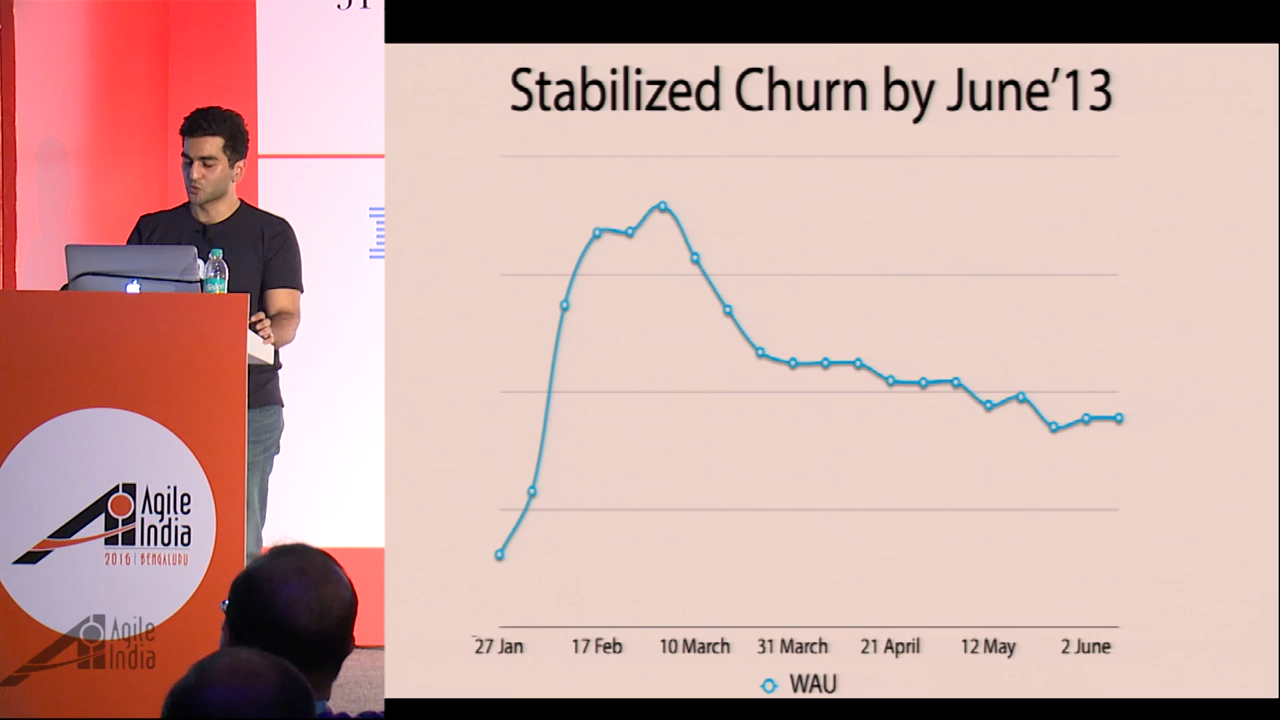 Stabilized Churn by June'13
27 Jan 17 Feb 10 March 31 March 21 April 12 May 2 June
WAU
Agile
India
2016 | BENGALURU
Agile
India